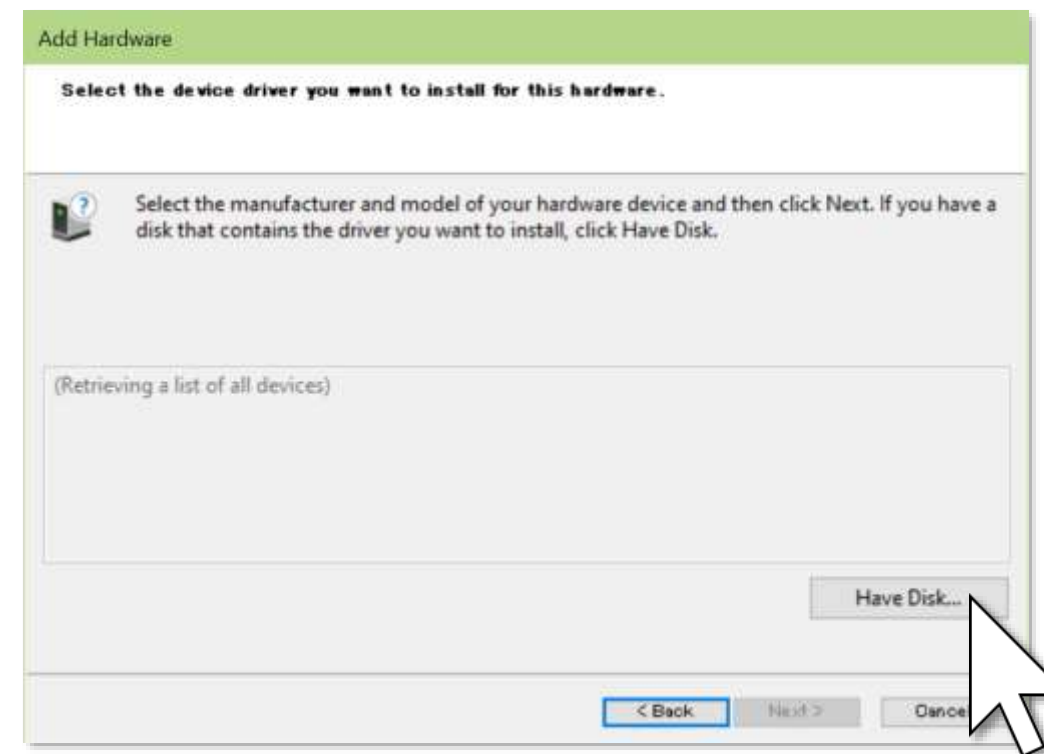 Add Hardware
Select the device driver you want to install for this hardware.
Select the manufacturer and model of your hardware device and then click Next. If you have a
disk that contains the driver you want to install, click Have Disk.
(Retrieving a list of all devices)
Have Disk...
< Back Next > Cancel